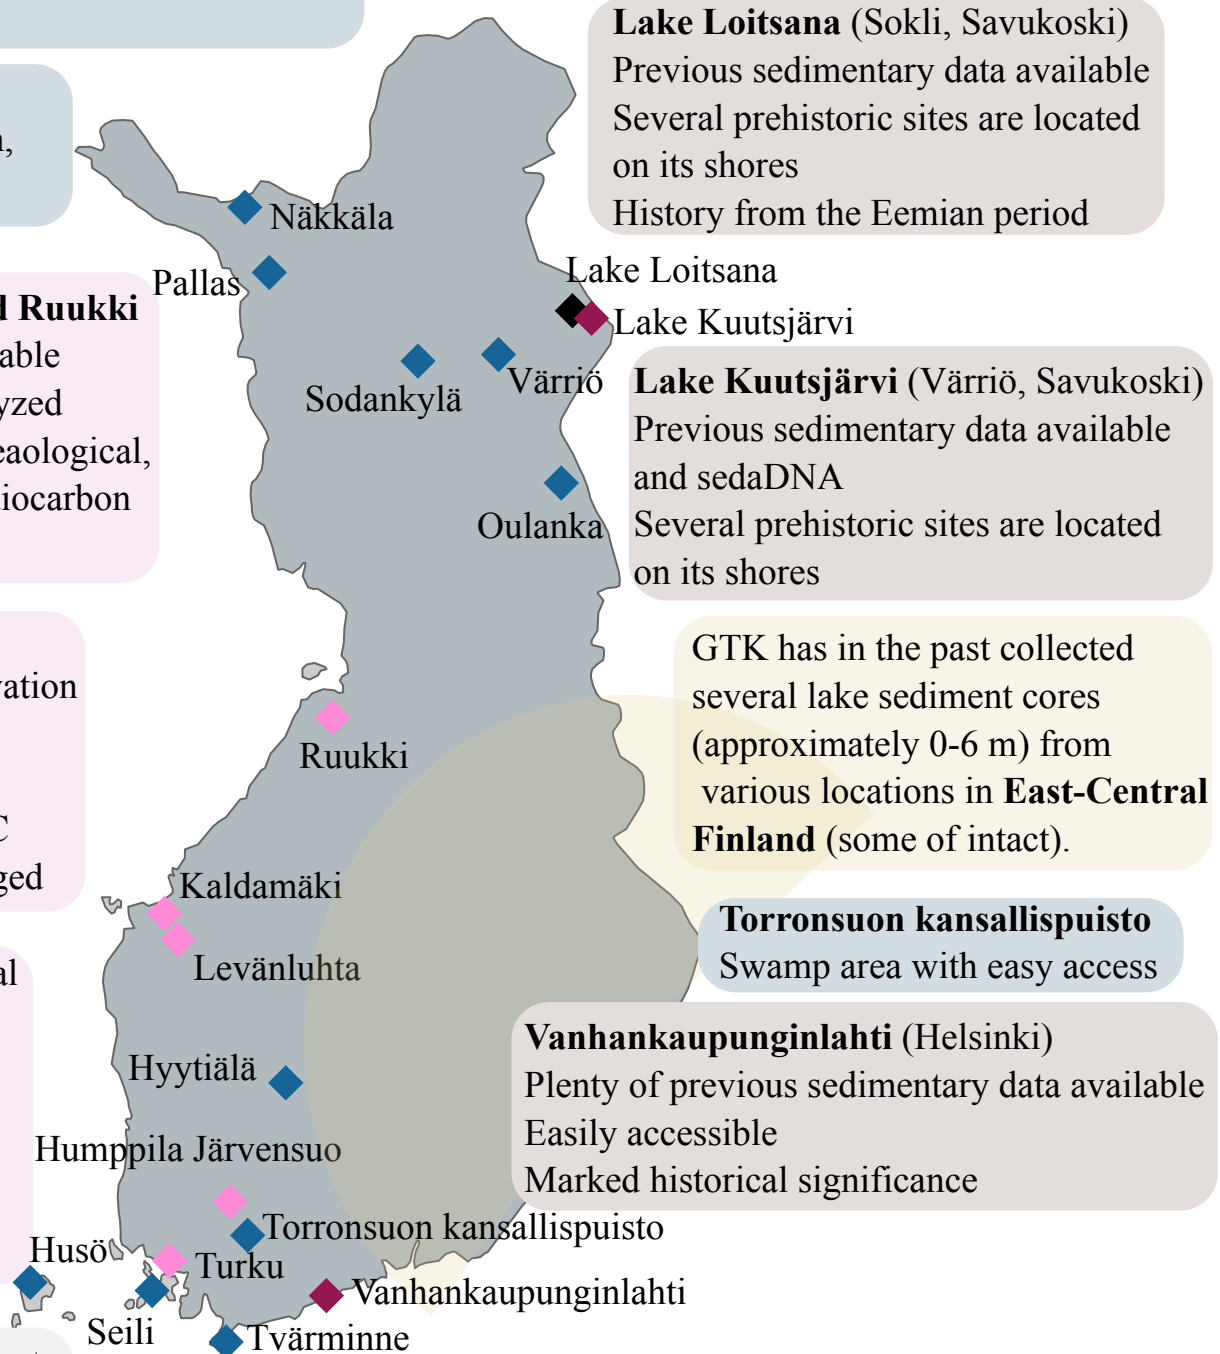 Lake Loitsana (Sokli, Savukoski)
Previous sedimentary data available
Several prehistoric sites are located
on its shores
History from the Eemian period
Näkkälä
Pallas
Lake Loitsana
Lake Kuutsjärvi
Sodankylä
Värriö
Lake Kuutsjärvi (Värriö, Savukoski)
Previous sedimentary data available
and sedaDNA
Several prehistoric sites are located
on its shores
Oulanka
Ruukki
GTK has in the past collected
several lake sediment cores
(approximately 0-6 m) from
various locations in East-Central
Finland (some of intact).
Ruukki
Kaldamäki
Levänluhta
Torronsuon kansallispuisto
Swamp area with easy access
Vanhankaupunginlahti (Helsinki)
Plenty of previous sedimentary data available
Easily accessible
Marked historical significance
Hyytiälä
Humppila Järvensuo
Torronsuon kansallispuisto
Husö
Turku
Vanhankaupunginlahti
Seili
Tvärminne